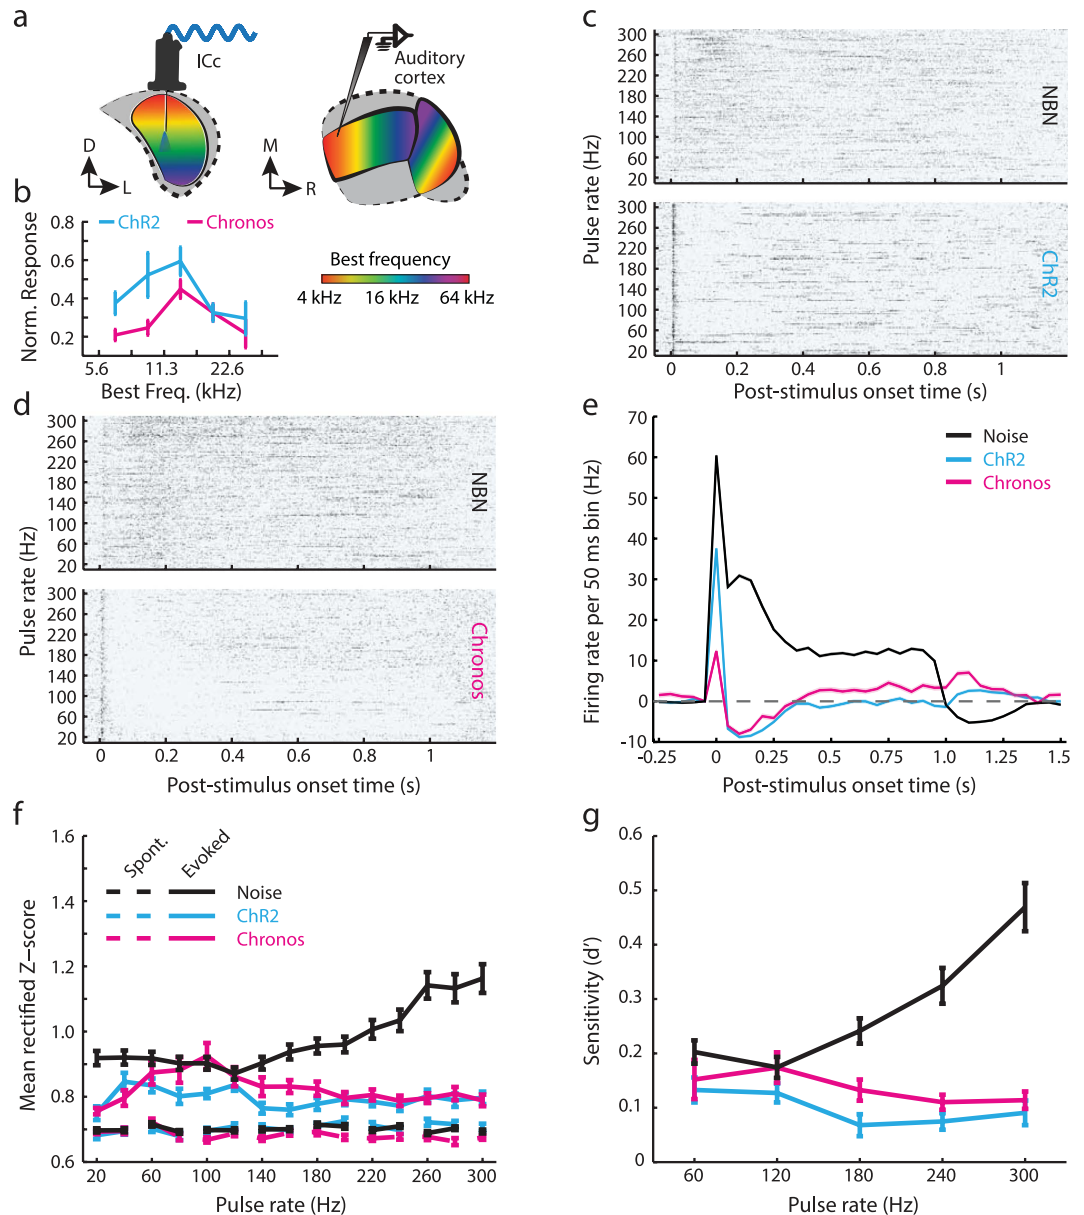 a
ICc
Auditory
cortex
D
L
M
R
b
ChR2
Chronos
0.8
0.6
0.4
0.2
Norm. Response
5.6
11.3
22.6
Best Freq. (kHz)
Best frequency
4 kHz
16 kHz
64 kHz
c
300
260
220
180
140
100
60
20
NBN
Pulse rate (Hz)
300
260
220
180
140
100
60
20
ChR2
0
0.2
0.4
0.6
0.8
1
Post-stimulus onset time (s)
d
300
260
220
180
140
100
60
20
NBN
Pulse rate (Hz)
300
260
220
180
140
100
60
20
Chronos
0
0.2
0.4
0.6
0.8
1
Post-stimulus onset time (s)
e
Noise
ChR2
Chronos
70
60
50
40
30
20
10
0
-10
Firing rate per 50 ms bin (Hz)
-0.25
0
0.25
0.5
0.75
1.0
1.25
1.5
Post-stimulus onset time (s)
f
Spont.
Evoked
Noise
ChR2
Chronos
1.6
1.4
1.2
1.0
0.8
0.6
Mean rectified Z–score
20
60
100
140
180
220
260
300
Pulse rate (Hz)
g
0.6
0.5
0.4
0.3
0.2
0.1
0
Sensitivity (d')
60
120
180
240
300
Pulse rate (Hz)